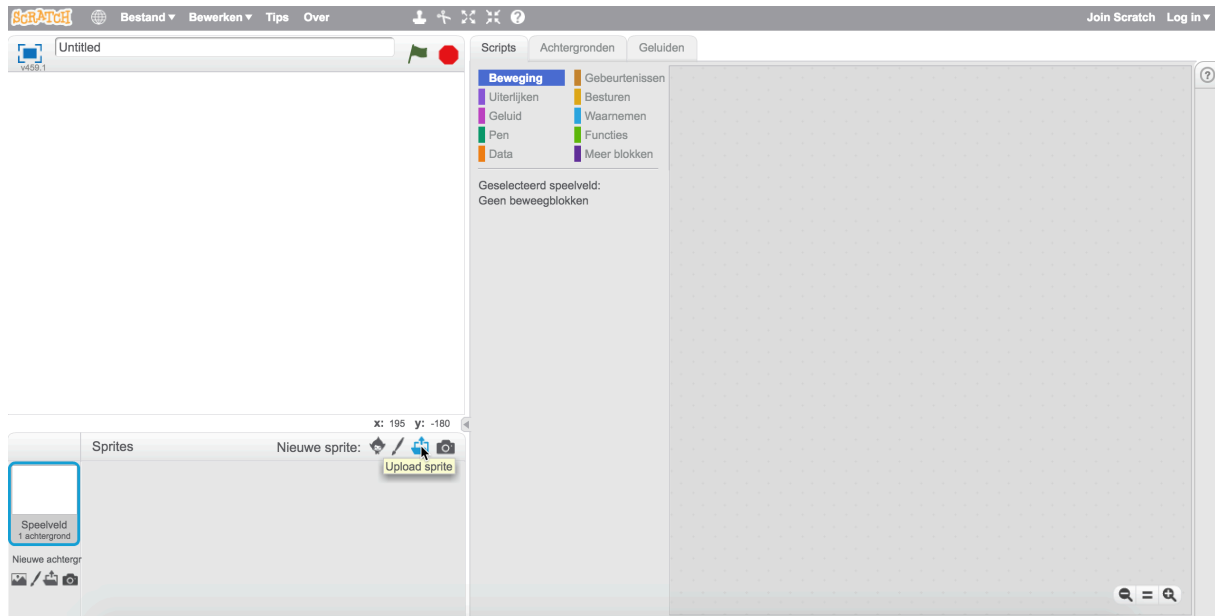 SCRATCH Bestand ▾ Bewerken ▾ Tips Over Join Scratch Log in ▾
Untitled
v459.1
Scripts Achtergronden Geluiden
Beweging Gebeurtenissen
Uiterlijken Besturen
Geluid Waarnemen
Pen Functies
Data Meer blokken
Geselecteerd speelveld:
Geen beweegblokken
x: 195 y: -180
Sprites Nieuwe sprite:
Upload sprite
Speelveld
1 achtergrond
Nieuwe achtergr